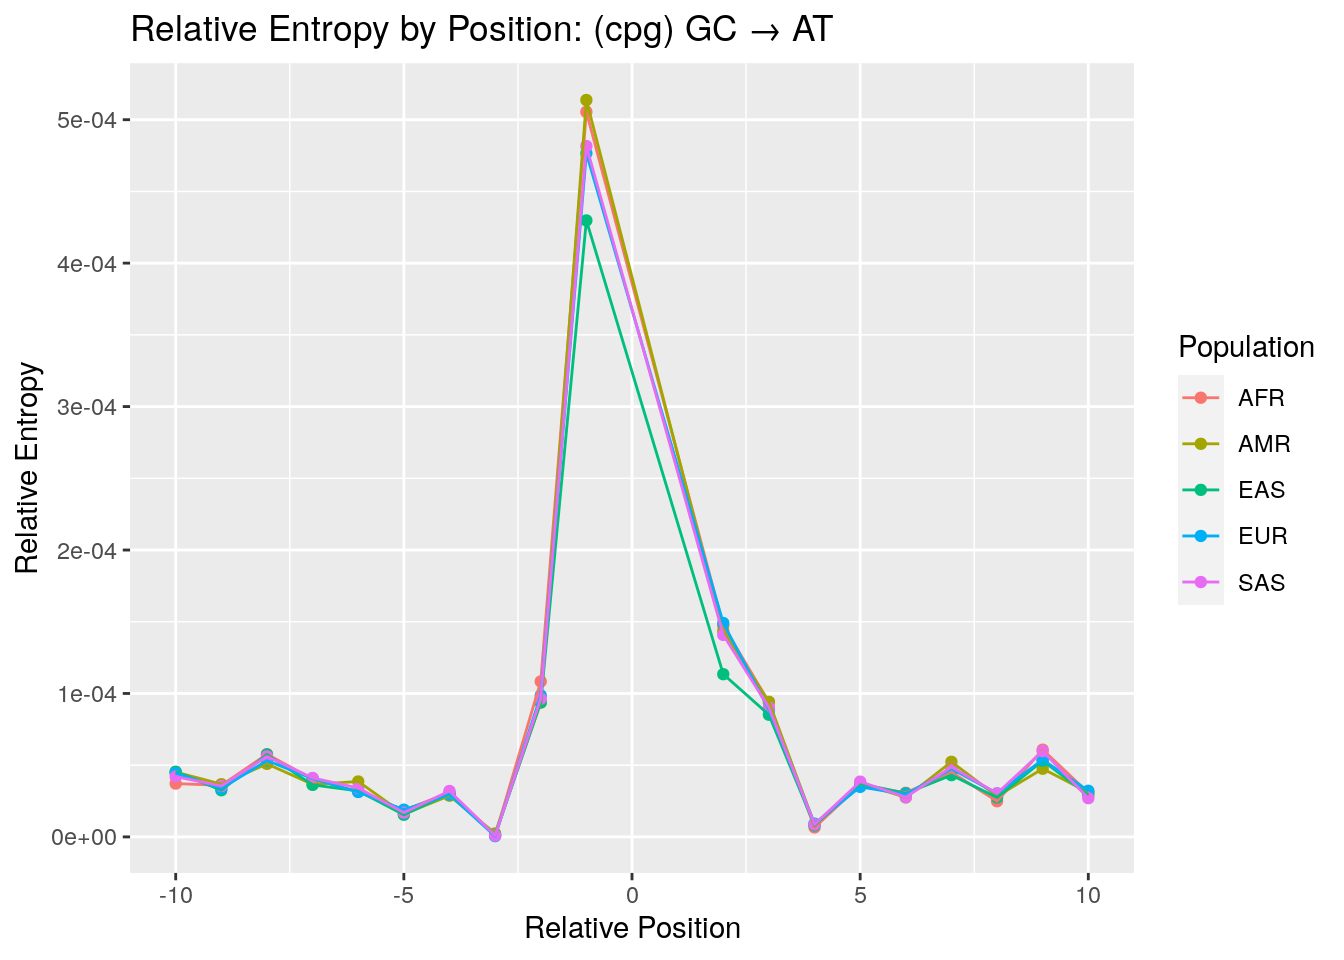 Relative Entropy by Position: (cpg) GC → AT
5e-04
4e-04
3e-04
2e-04
1e-04
0e+00
Relative Entropy
-10
-5
0
5
10
Relative Position
Population
AFR
AMR
EAS
EUR
SAS